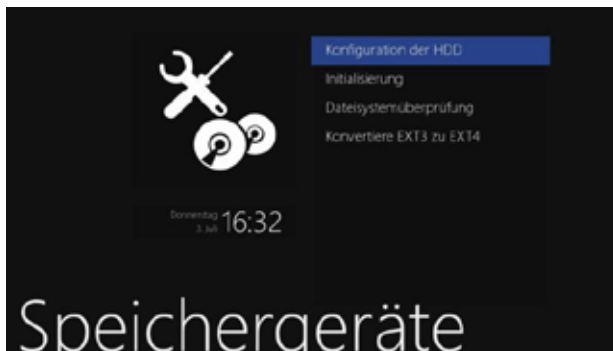 Konfiguration der HDD
Initialisierung
Dateisystemüberprüfung
Konvertiere EXT3 zu EXT4
Donnerstag
3. Juli
16:32
Speichergeräte